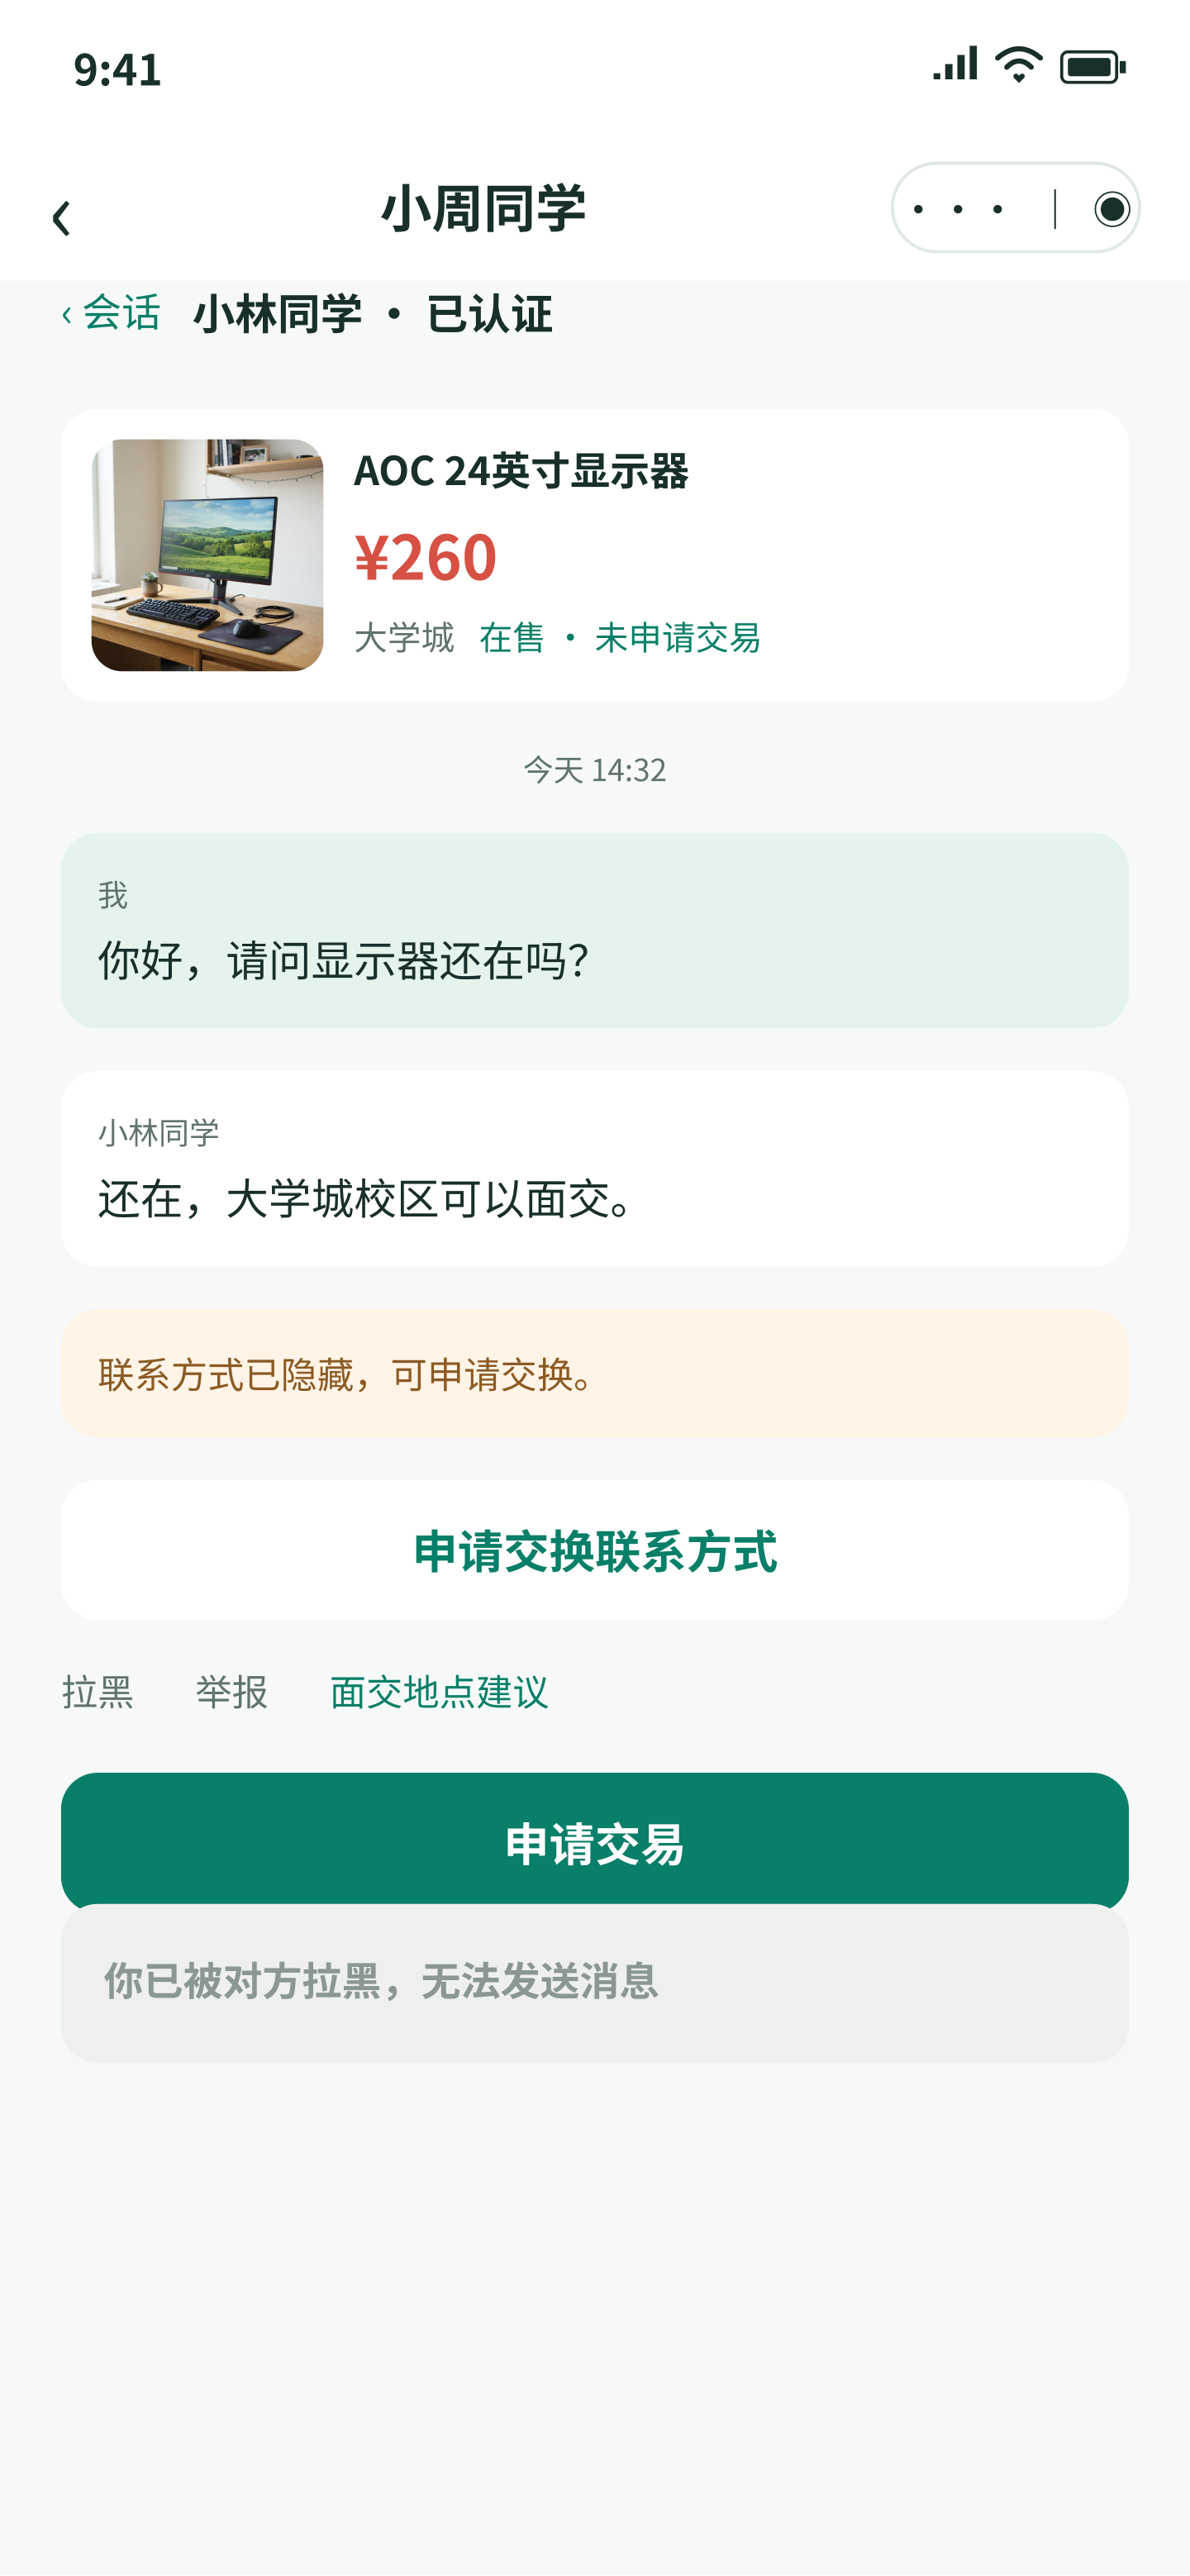 9:41
‹ 小周同学
‹ 会话 小林同学 · 已认证
AOC 24英寸显示器
¥260
大学城 在售 · 未申请交易
今天 14:32
我
你好，请问显示器还在吗？
小林同学
还在，大学城校区可以面交。
联系方式已隐藏，可申请交换。
申请交换联系方式
拉黑 举报 面交地点建议
申请交易
你已被对方拉黑，无法发送消息